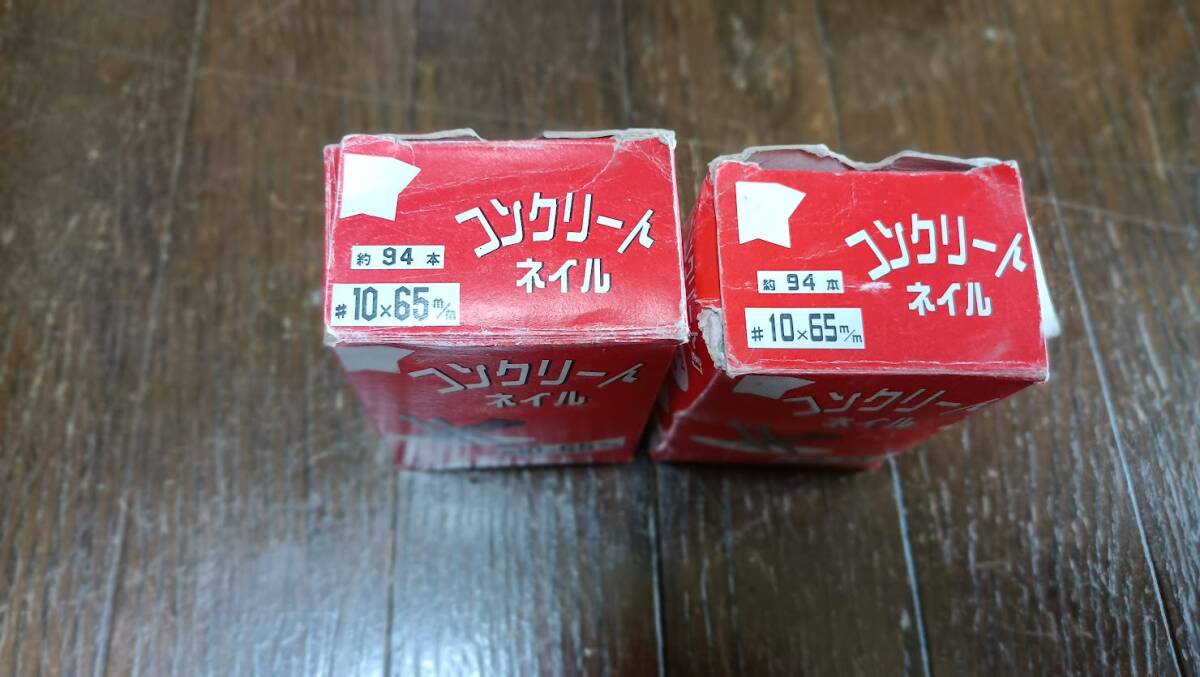 コンクリート
ネイル
約 94 本
# 10×65 m/m
コンクリート
ネイル
コンクリート
ネイル
約 94 本
# 10×65 m/m
コンクリート
ネイル